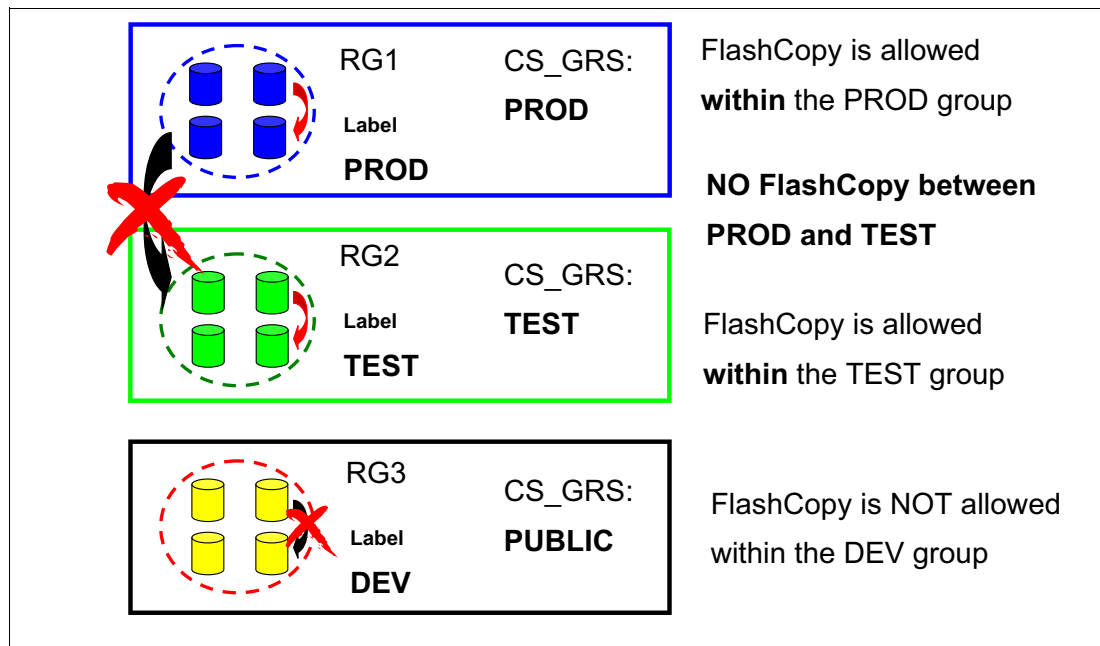 RG1
CS_GRS:
Label
PROD
PROD
FlashCopy is allowed
within the PROD group
NO FlashCopy between
PROD and TEST
RG2
CS_GRS:
Label
TEST
TEST
FlashCopy is allowed
within the TEST group
RG3
CS_GRS:
Label
PUBLIC
DEV
FlashCopy is NOT allowed
within the DEV group